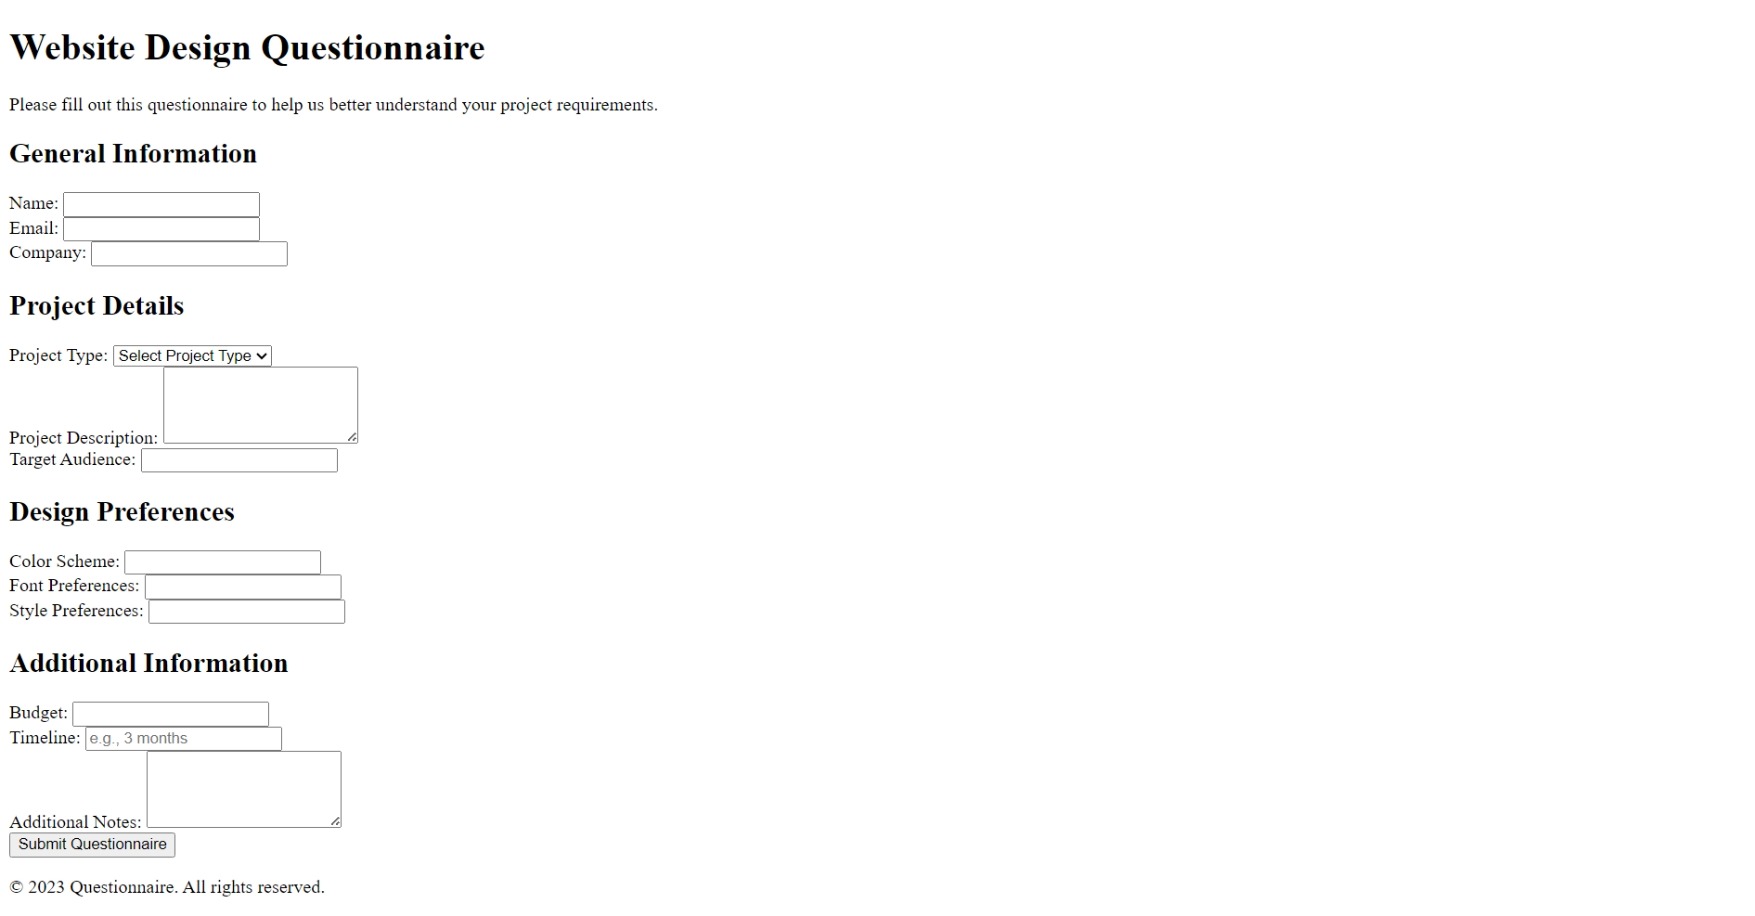 Website Design Questionnaire
Please fill out this questionnaire to help us better understand your project requirements.
General Information
Name:
Email:
Company:
Project Details
Project Type: Select Project Type
Project Description:
Target Audience:
Design Preferences
Color Scheme:
Font Preferences:
Style Preferences:
Additional Information
Budget:
Timeline: e.g., 3 months
Additional Notes:
Submit Questionnaire
© 2023 Questionnaire. All rights reserved.